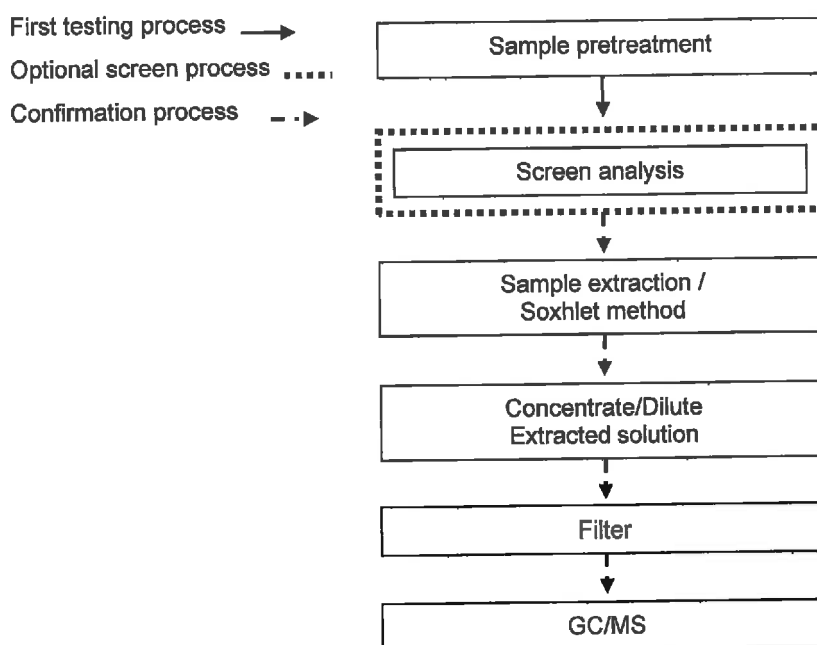 First testing process
Optional screen process
Confirmation process
Sample pretreatment
Screen analysis
Sample extraction /
Soxhlet method
Concentrate/Dilute
Extracted solution
Filter
GC/MS